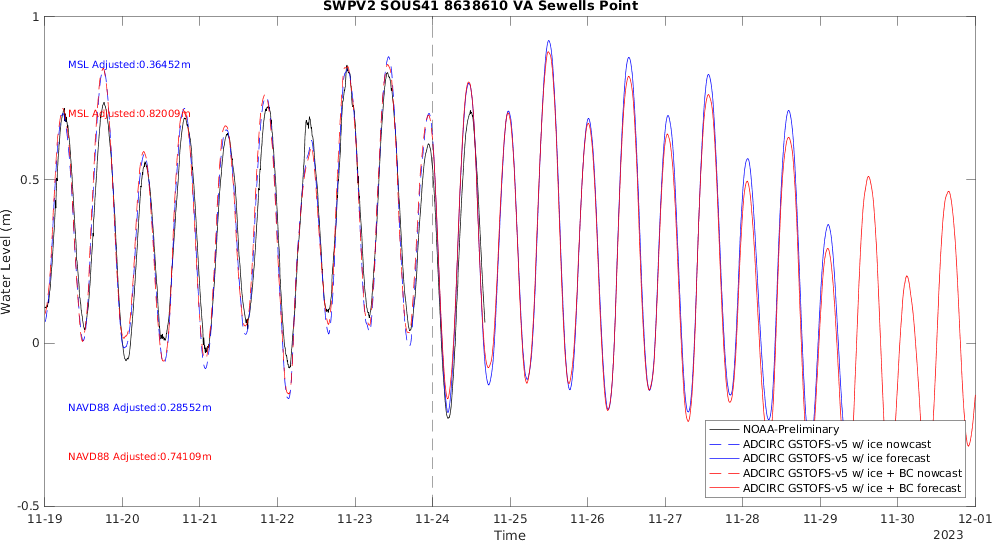 SWPV2 SOUS41 8638610 VA Sewells Point
Water Level (m)
1
0.5
0
-0.5
MSL Adjusted:0.36452m
MSL Adjusted:0.82009m
NAVD88 Adjusted:0.28552m
NAVD88 Adjusted:0.74109m
NOAA-Preliminary
ADCIRC GSTOFS-v5 w/ ice nowcast
ADCIRC GSTOFS-v5 w/ ice forecast
ADCIRC GSTOFS-v5 w/ ice + BC nowcast
ADCIRC GSTOFS-v5 w/ ice + BC forecast
11-19 11-20 11-21 11-22 11-23 11-24 11-25 11-26 11-27 11-28 11-29 11-30 12-01
Time
2023